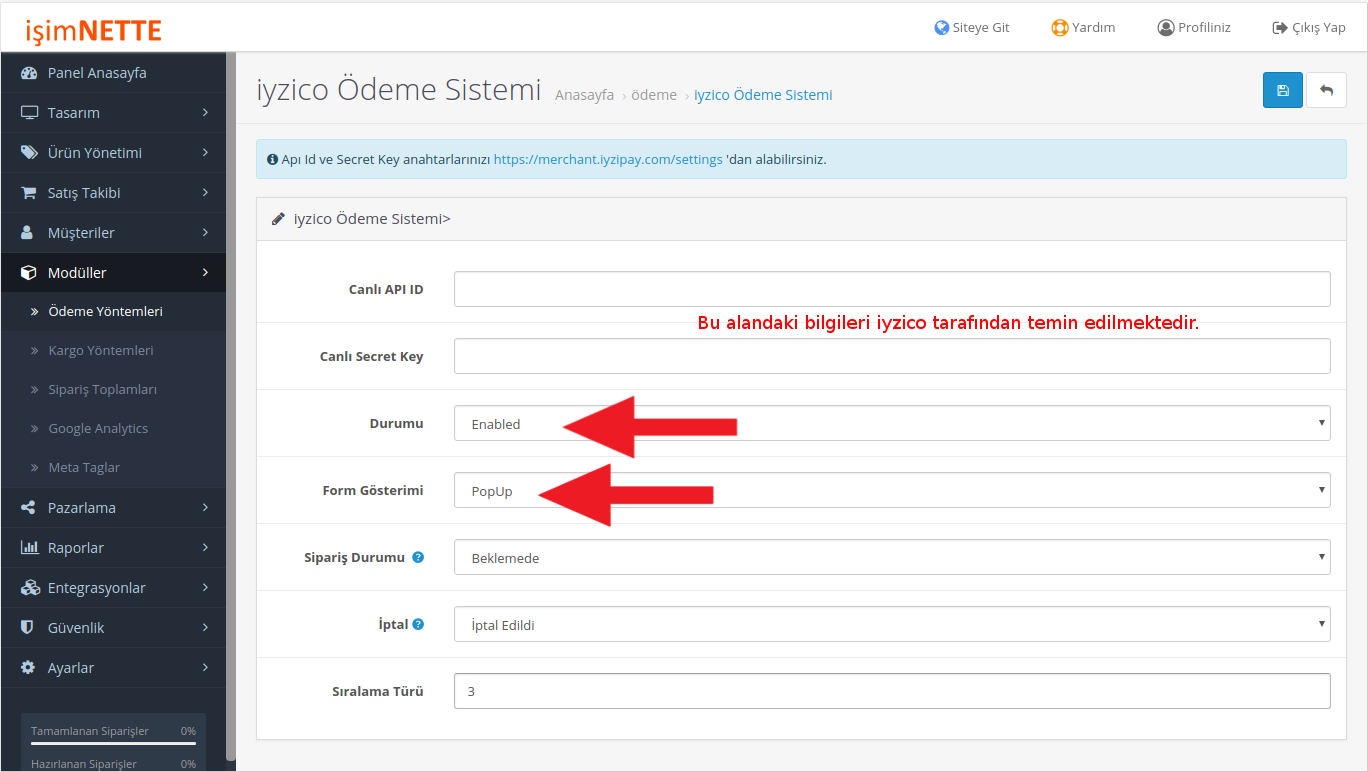 işimNETTE
Siteye Git
Yardım
Profiliniz
Çıkış Yap
Panel Anasayfa
Tasarım
Ürün Yönetimi
Satış Takibi
Müşteriler
Modüller
Ödeme Yöntemleri
Kargo Yöntemleri
Sipariş Toplamları
Google Analytics
Meta Taglar
Pazarlama
Raporlar
Entegrasyonlar
Güvenlik
Ayarlar
Tamamlanan Siparişler 0%
Hazırlanan Siparişler 0%
iyzico Ödeme Sistemi Anasayfa › ödeme › iyzico Ödeme Sistemi
Apı Id ve Secret Key anahtarlarınızı https://merchant.iyzipay.com/settings 'dan alabilirsiniz.
iyzico Ödeme Sistemi>
Canlı API ID
Bu alandaki bilgileri iyzico tarafından temin edilmektedir.
Canlı Secret Key
Durumu Enabled
Form Gösterimi PopUp
Sipariş Durumu ? Beklemede
İptal ? İptal Edildi
Sıralama Türü 3